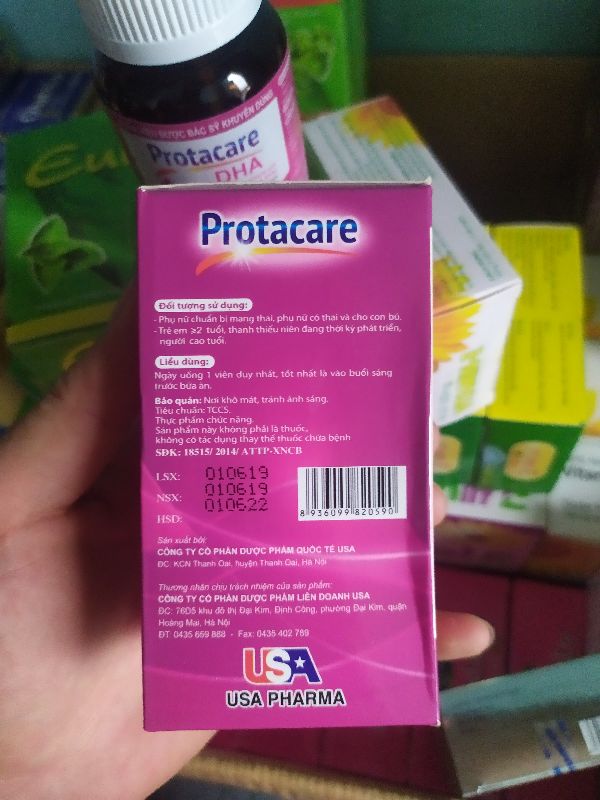 ĐƯỢC BÁC SỸ KHUYÊN DÙNG
Protacare
DHA
Eu
Protacare
Đối tượng sử dụng:
- Phụ nữ chuẩn bị mang thai, phụ nữ có thai và cho con bú.
- Trẻ em ≥2 tuổi, thanh thiếu niên đang thời kỳ phát triển,
người cao tuổi.
Liều dùng:
Ngày uống 1 viên duy nhất, tốt nhất là vào buổi sáng
trước bữa ăn.
Bảo quản: Nơi khô mát, tránh ánh sáng.
Tiêu chuẩn: TCCS.
Thực phẩm chức năng.
Sản phẩm này không phải là thuốc,
không có tác dụng thay thế thuốc chữa bệnh
SĐK: 18515/ 2014/ ATTP-XNCB
LSX: 010619
NSX: 010619
HSD: 010622
8 936099 820590
Sản xuất bởi:
CÔNG TY CỔ PHẦN DƯỢC PHẨM QUỐC TẾ USA
ĐC: KCN Thanh Oai, huyện Thanh Oai, Hà Nội
Thương nhân chịu trách nhiệm của sản phẩm:
CÔNG TY CỔ PHẦN DƯỢC PHẨM LIÊN DOANH USA
ĐC: 76D5 khu đô thị Đại Kim, Định Công, phường Đại Kim, quận
Hoàng Mai, Hà Nội
ĐT: 0435 659 888 - Fax: 0435 402 789
USA
USA PHARMA